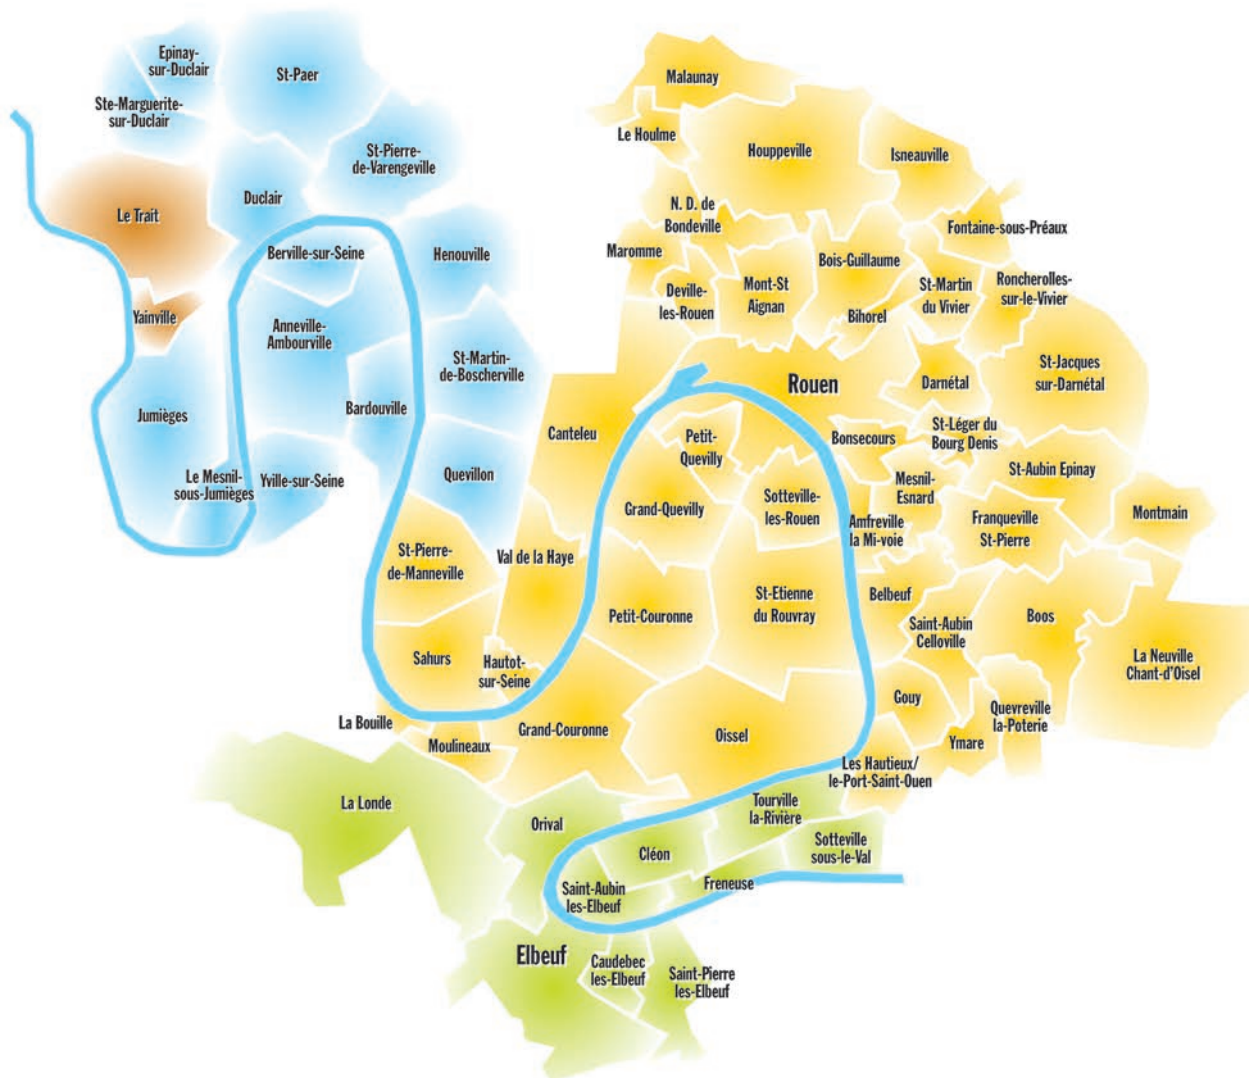 Epinay-
sur-Duclair
St-Paer
Ste-Marguerite-
sur-Duclair
St-Pierre-
de-Varengeville
Le Trait
Duclair
Berville-sur-Seine
Henouville
Yainville
Anneville-
Ambourville
St-Martin-
de-Boscherville
Jumièges
Bardouville
Le Mesnil-
sous-Jumièges
Yville-sur-Seine
Quevillon
Malaunay
Le Houlme
Houppeville
Isneauville
N. D. de
Bondeville
Fontaine-sous-Préaux
Maromme
Bois-Guillaume
Deville-
les-Rouen
Mont-St
Aignan
St-Martin
du Vivier
Roncherolles-
sur-le-Vivier
Bihorel
Rouen
Darnétal
St-Jacques
sur-Darnétal
Canteleu
Petit-
Quevilly
Bonsecours
St-Léger du
Bourg Denis
St-Aubin Epinay
Mesnil-
Esnard
Grand-Quevilly
Sotteville-
les-Rouen
Amfreville
la Mi-voie
Franqueville
St-Pierre
Montmain
St-Pierre-
de-Manneville
Val de la Haye
Petit-Couronne
St-Etienne
du Rouvray
Belbeuf
Saint-Aubin
Celloville
Boos
La Neuville
Chant-d'Oisel
Sahurs
Hautot-
sur-Seine
Gouy
Quevreville
la-Poterie
La Bouille
Moulineaux
Grand-Couronne
Oissel
Ymare
Les Hautieux/
le-Port-Saint-Ouen
La Londe
Orival
Tourville
la-Rivière
Cléon
Sotteville
sous-le-Val
Saint-Aubin
les-Elbeuf
Freneuse
Elbeuf
Caudebec
les-Elbeuf
Saint-Pierre
les-Elbeuf